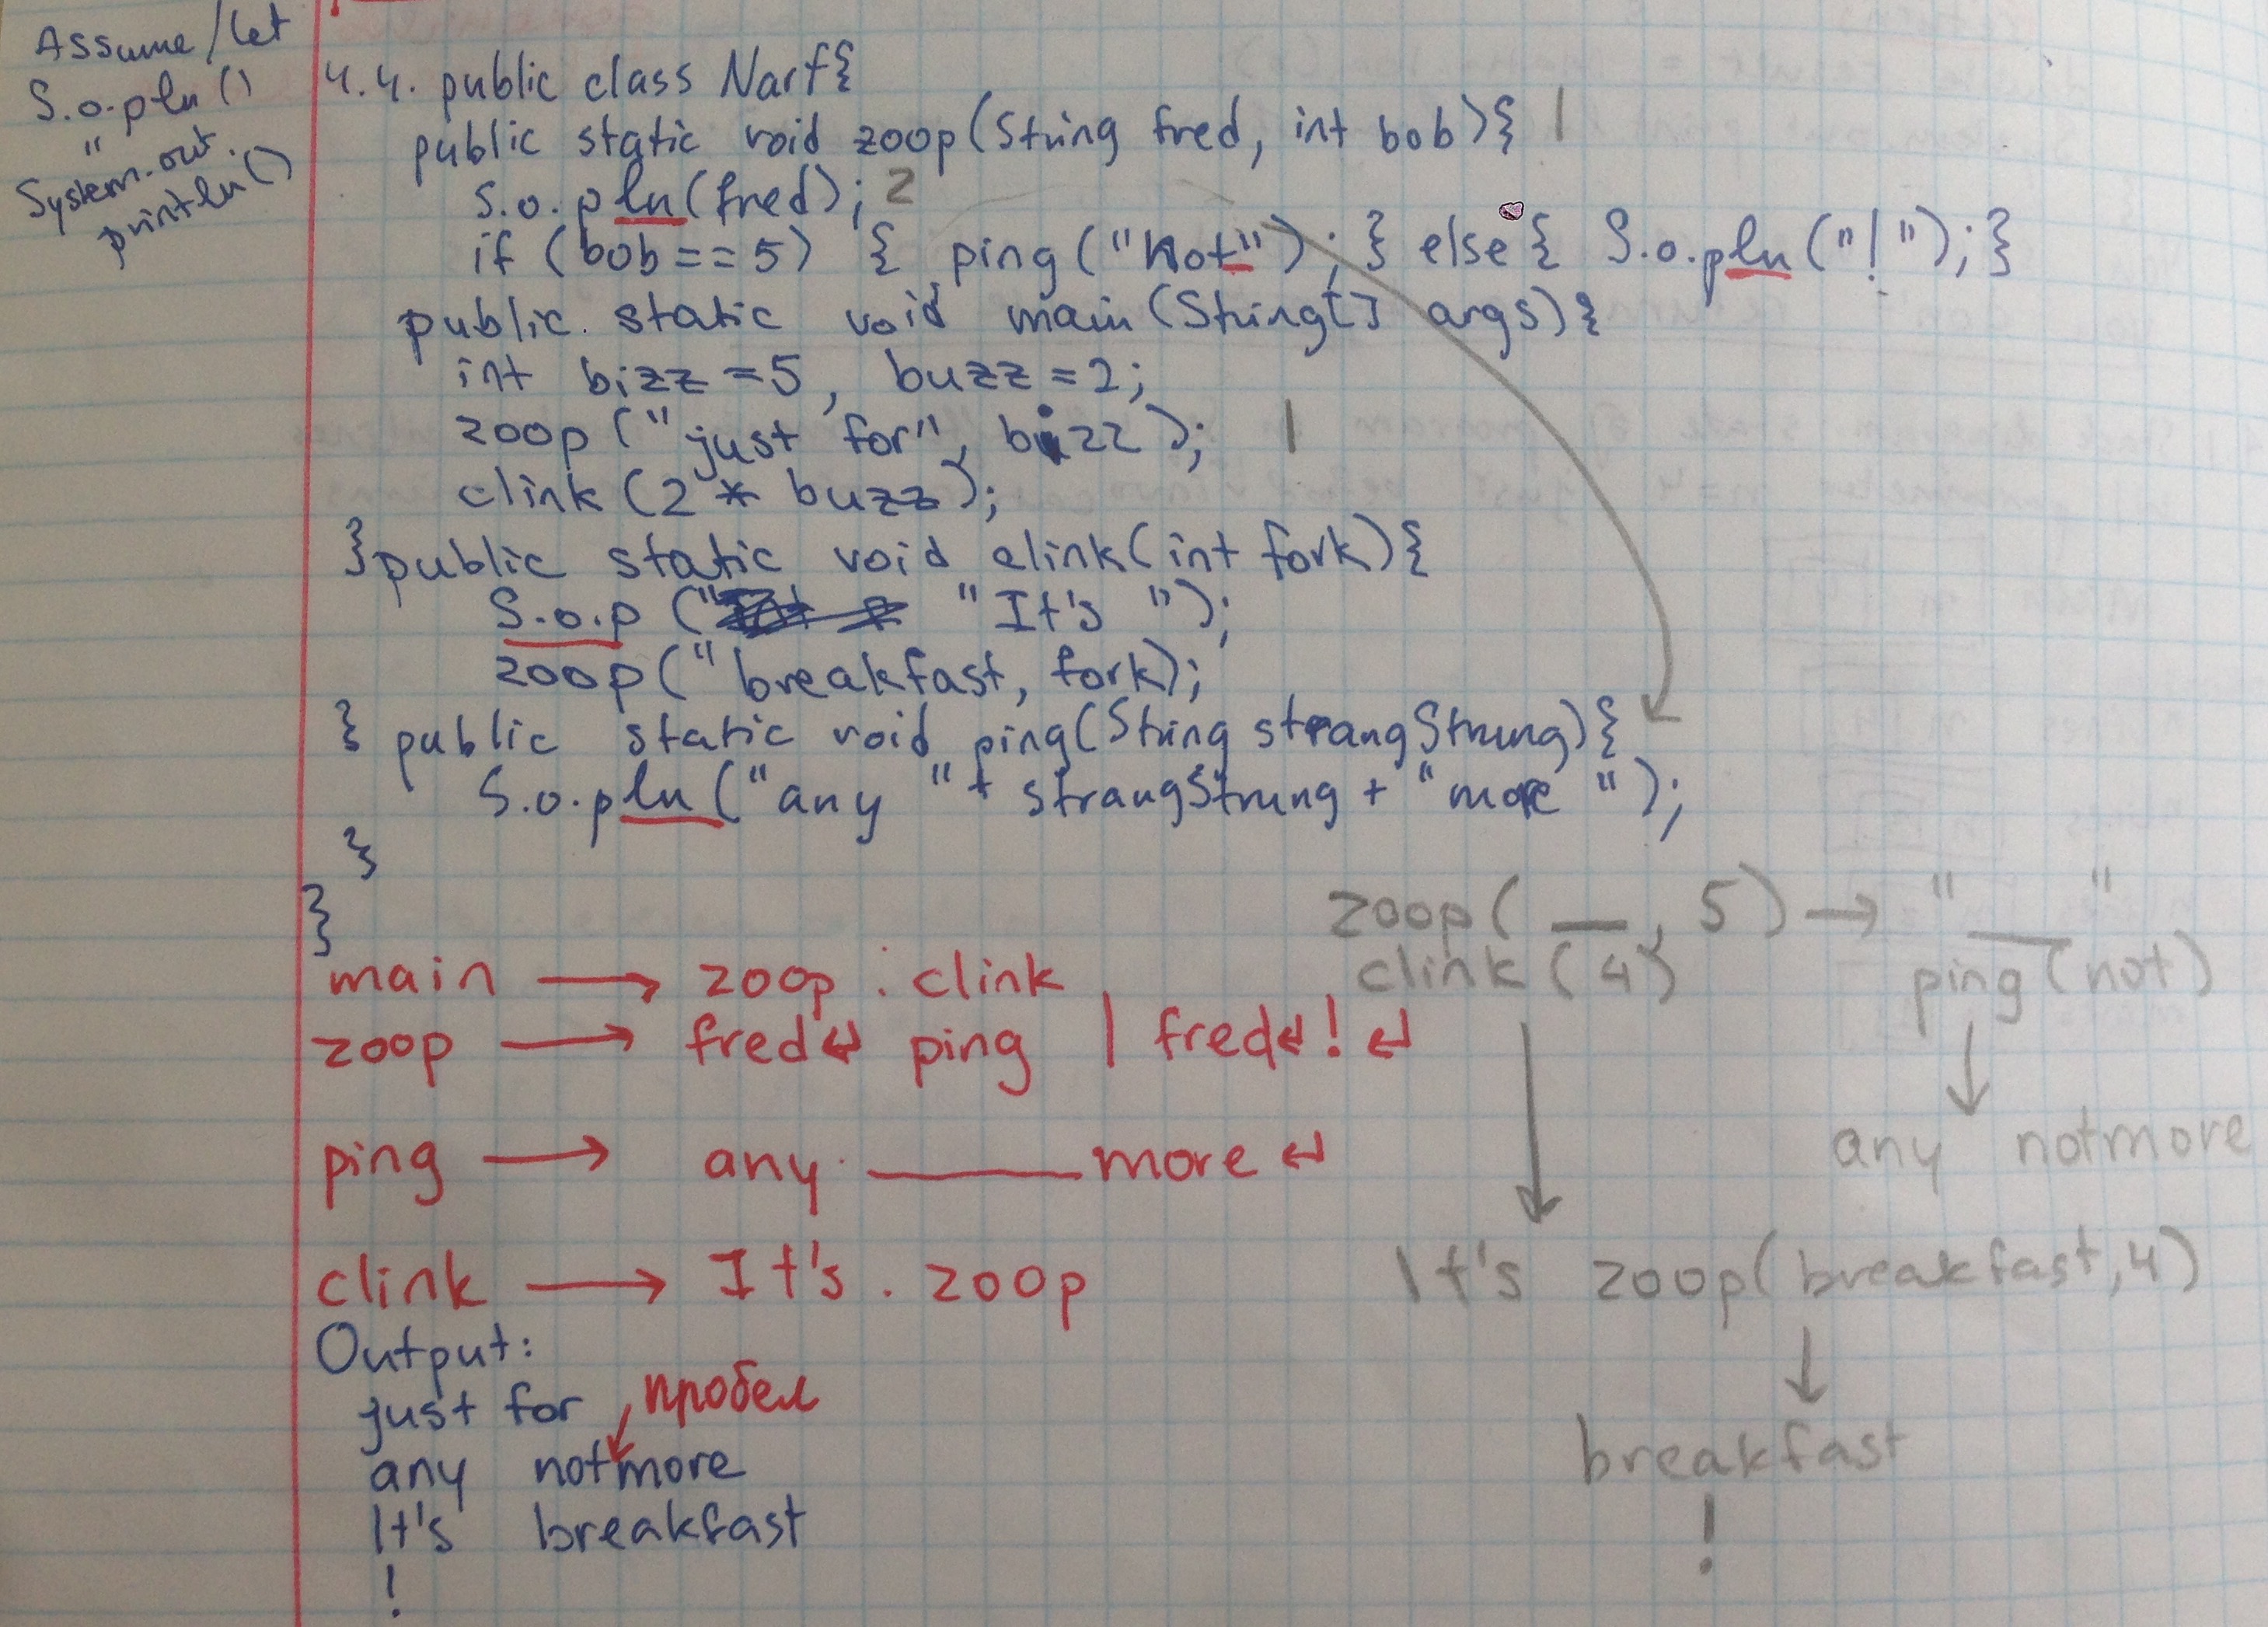 Assume/let
S.o.pln()
"
System.out.
println()
4.4. public class Narf{
public static void zoop(String fred, int bob){ 1
S.o.pln(fred); 2
if (bob==5) { ping("not"); } else{ S.o.pln("!");}
public static void main(String[] args){
int bizz=5, buzz=2;
zoop("just for", bizz); 1
clink(2* buzz);
}public static void clink(int fork){
S.o.p(" "It's ");
zoop("breakfast, fork);
} public static void ping(String strangStrung){
S.o.pln("any "+ strangStrung + "more ");
}
}
main → zoop . clink
zoop → fred↵ ping | fred↵!↵
ping → any ___ more↵
clink → It's . zoop
Output:
just for
пробел
any notmore
It's breakfast
!
zoop( __, 5) → "__"
clink(4)
ping(not)
↓
any notmore
↓
It's zoop(breakfast,4)
↓
breakfast
!